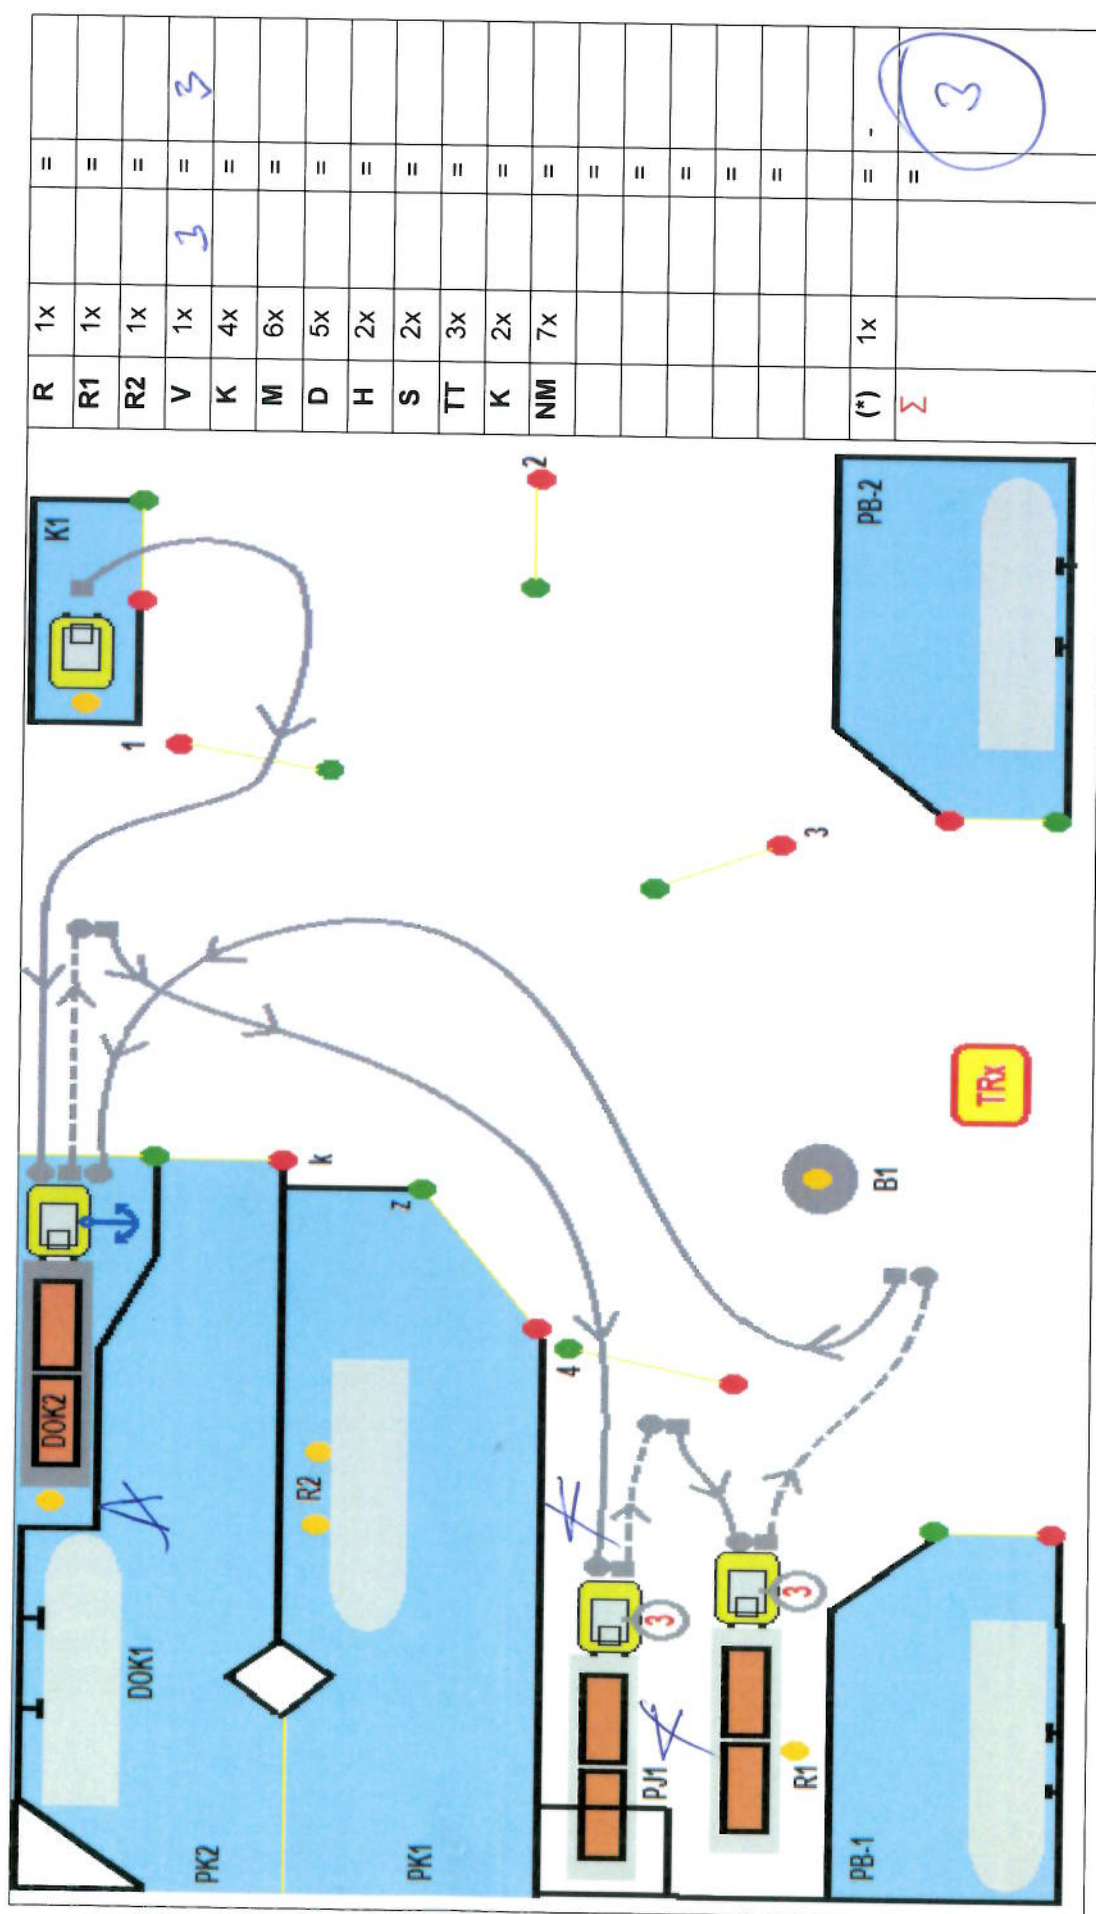 R 1x =
R1 1x =
R2 1x =
V 1x 3 = 3
K 4x =
M 6x =
D 5x =
H 2x =
S 2x =
TT 3x =
K 2x =
NM 7x =
=
=
=
=
=
(*) 1x = -
Σ = 3
K1
1
2
PB-2
3
TRx
B1
k
z
4
DOK2
R2
DOK1
PK2
PK1
3
PJ1
3
R1
PB-1